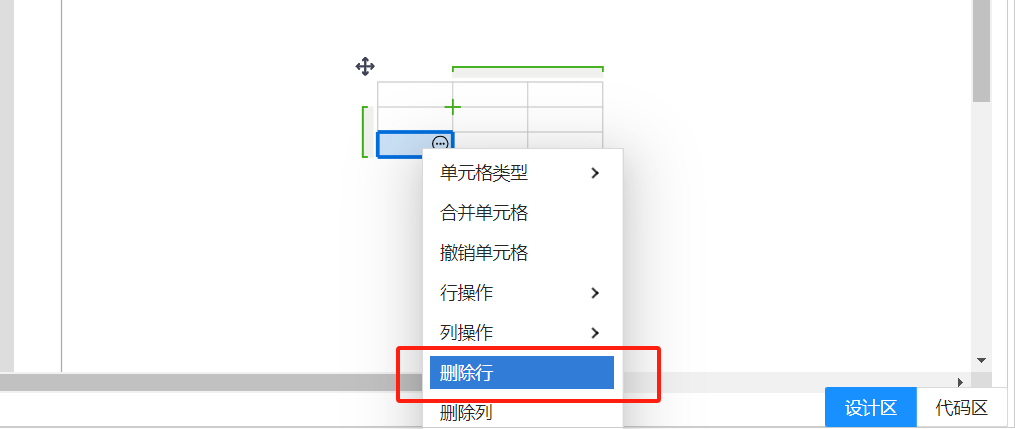 单元格类型
合并单元格
撤销单元格
行操作
列操作
删除行
删除列
设计区
代码区